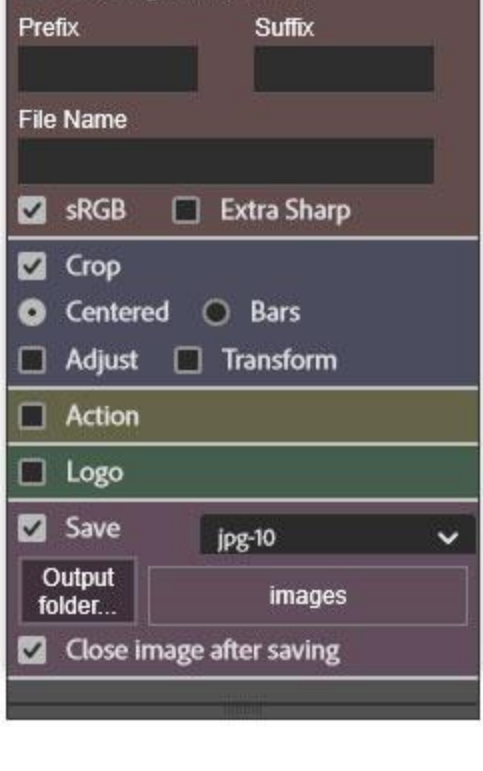 Prefix Suffix
File Name
sRGB Extra Sharp
Crop
Centered Bars
Adjust Transform
Action
Logo
Save jpg-10
Output
folder...
images
Close image after saving